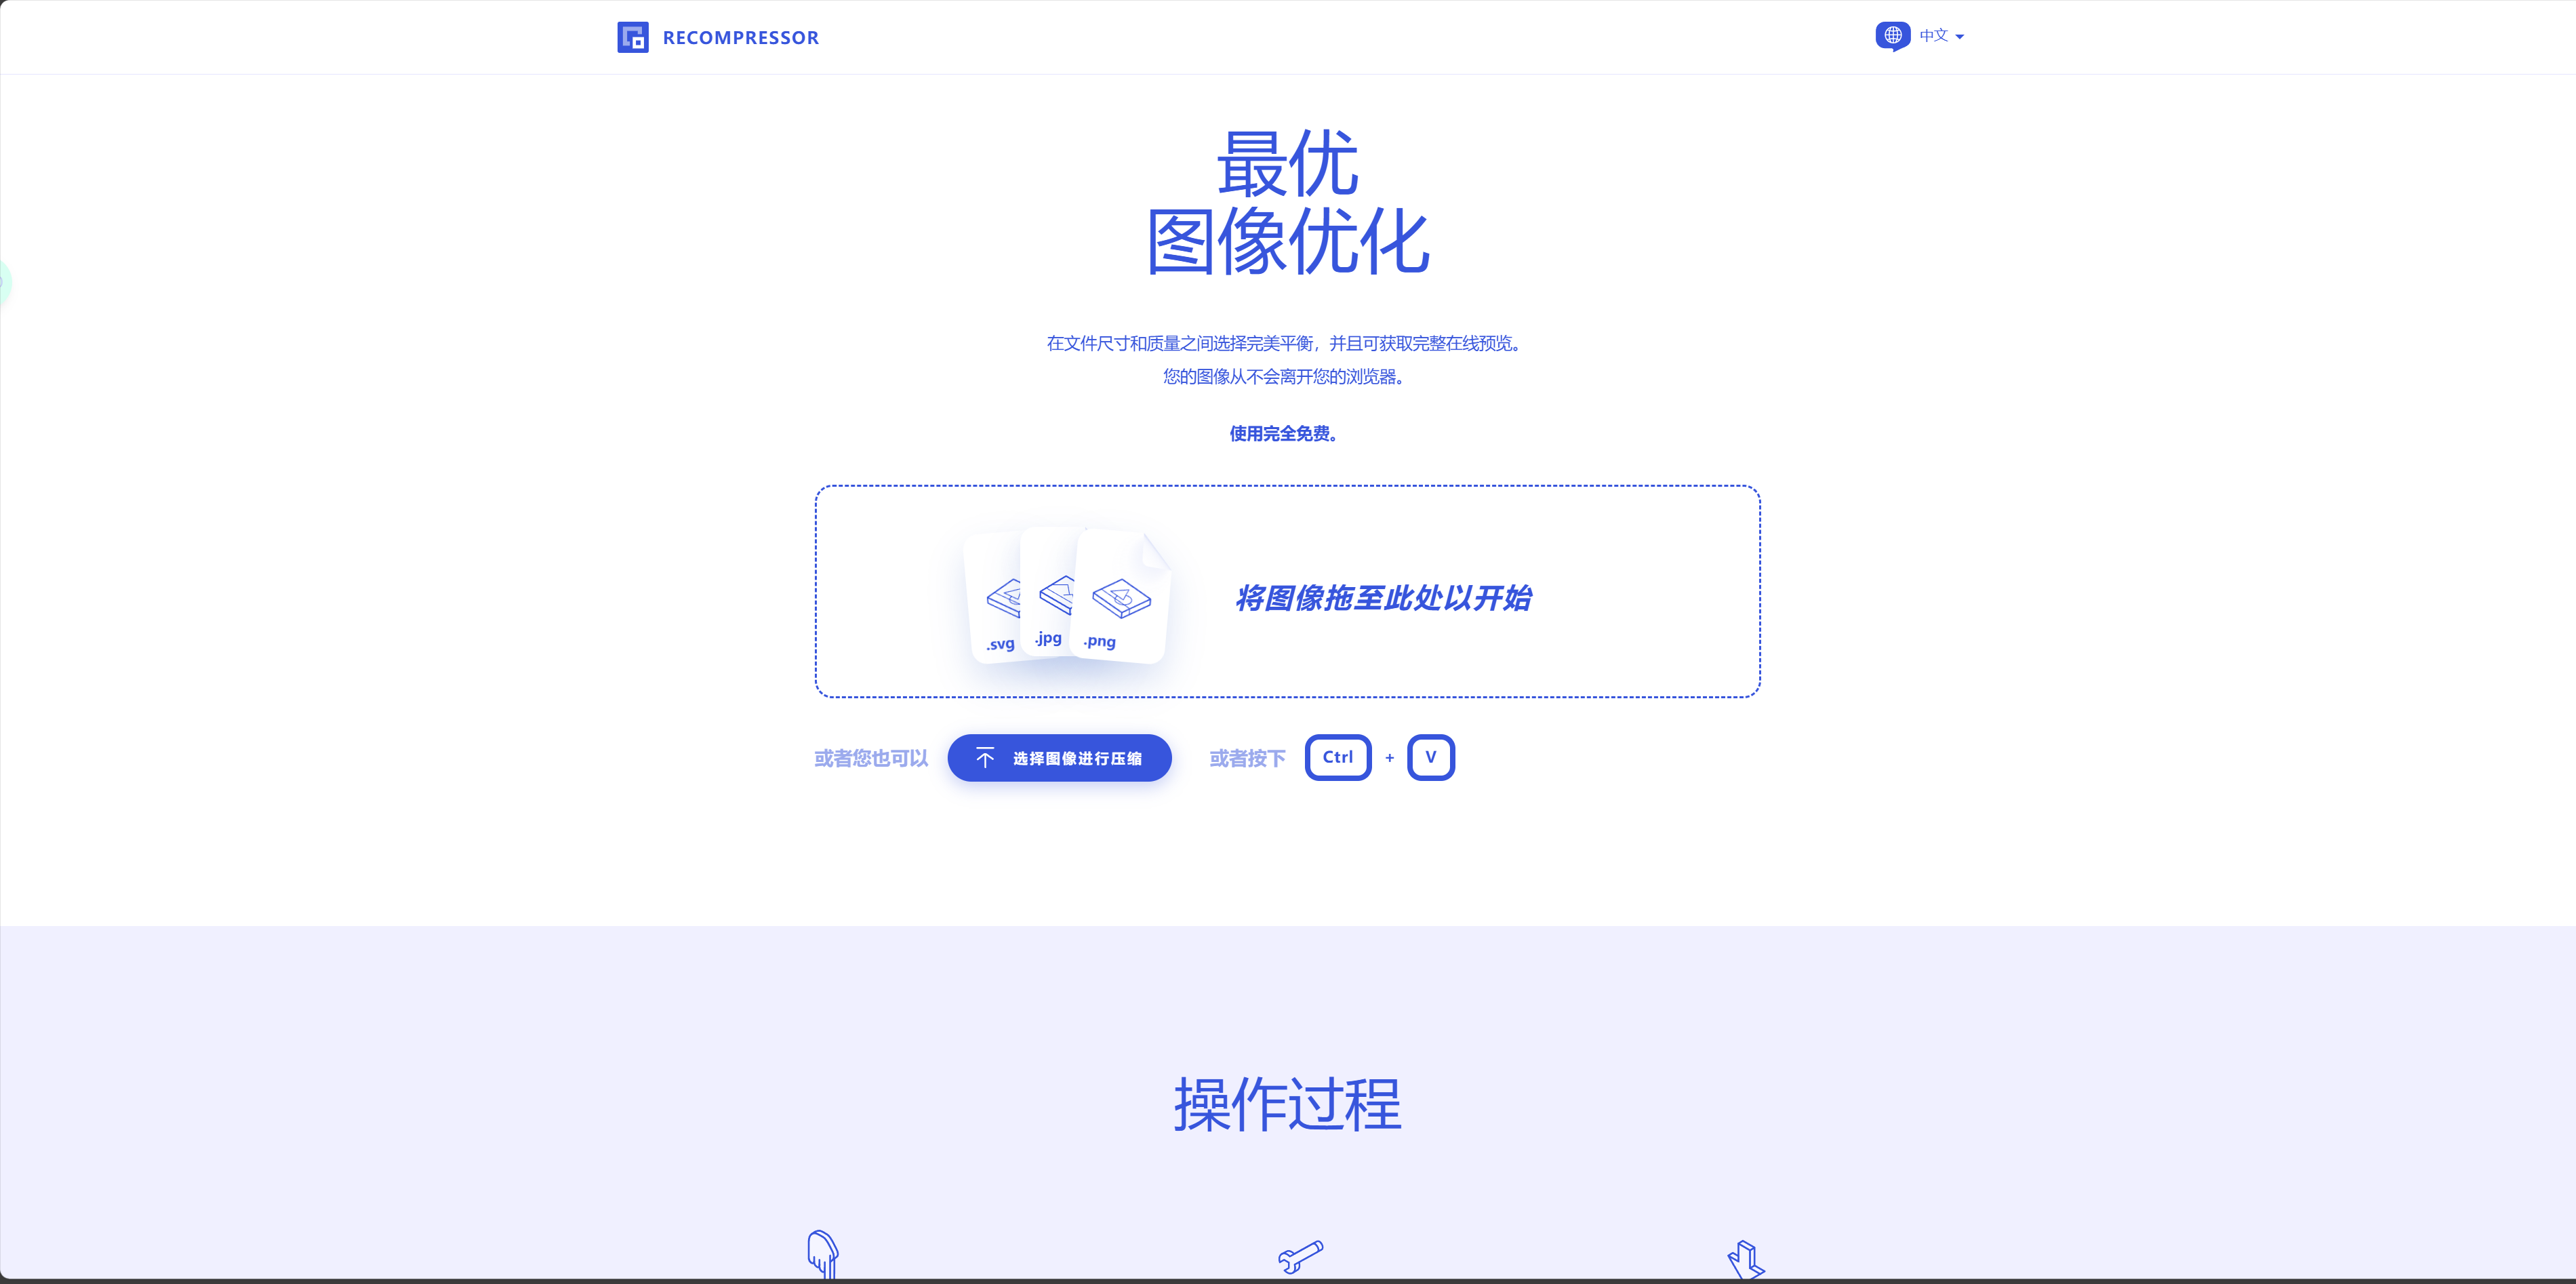 RECOMPRESSOR
中文
最优
图像优化
在文件尺寸和质量之间选择完美平衡，并且可获取完整在线预览。
您的图像从不会离开您的浏览器。
使用完全免费。
.svg
.jpg
.png
将图像拖至此处以开始
或者您也可以
选择图像进行压缩
或者按下
Ctrl + V
操作过程